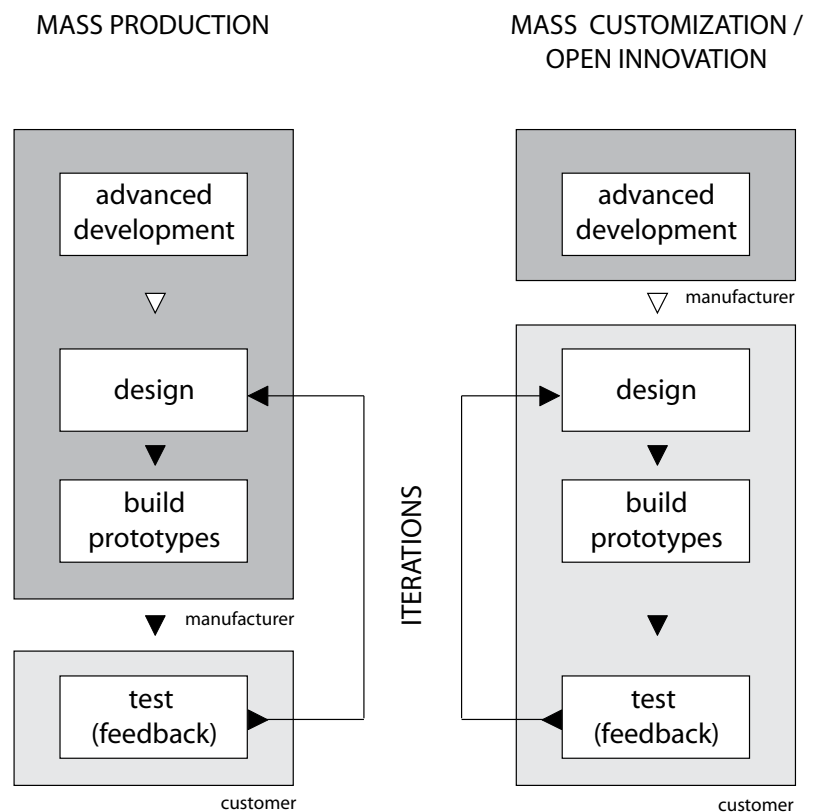 MASS PRODUCTION
advanced
development
design
build
prototypes
manufacturer
test
(feedback)
customer
ITERATIONS
MASS CUSTOMIZATION /
OPEN INNOVATION
advanced
development
manufacturer
design
build
prototypes
test
(feedback)
customer